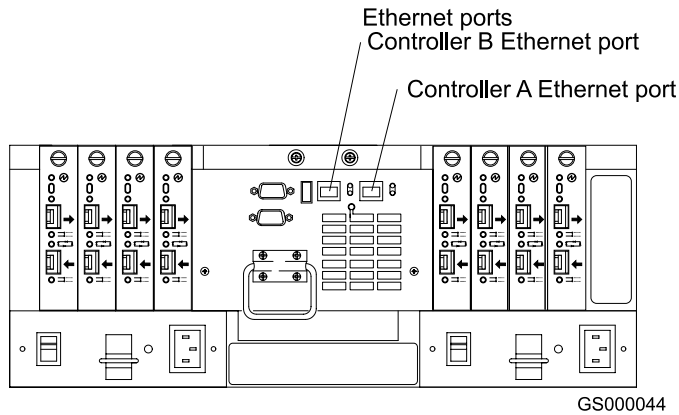 Ethernet ports
Controller B Ethernet port
Controller A Ethernet port
GS000044